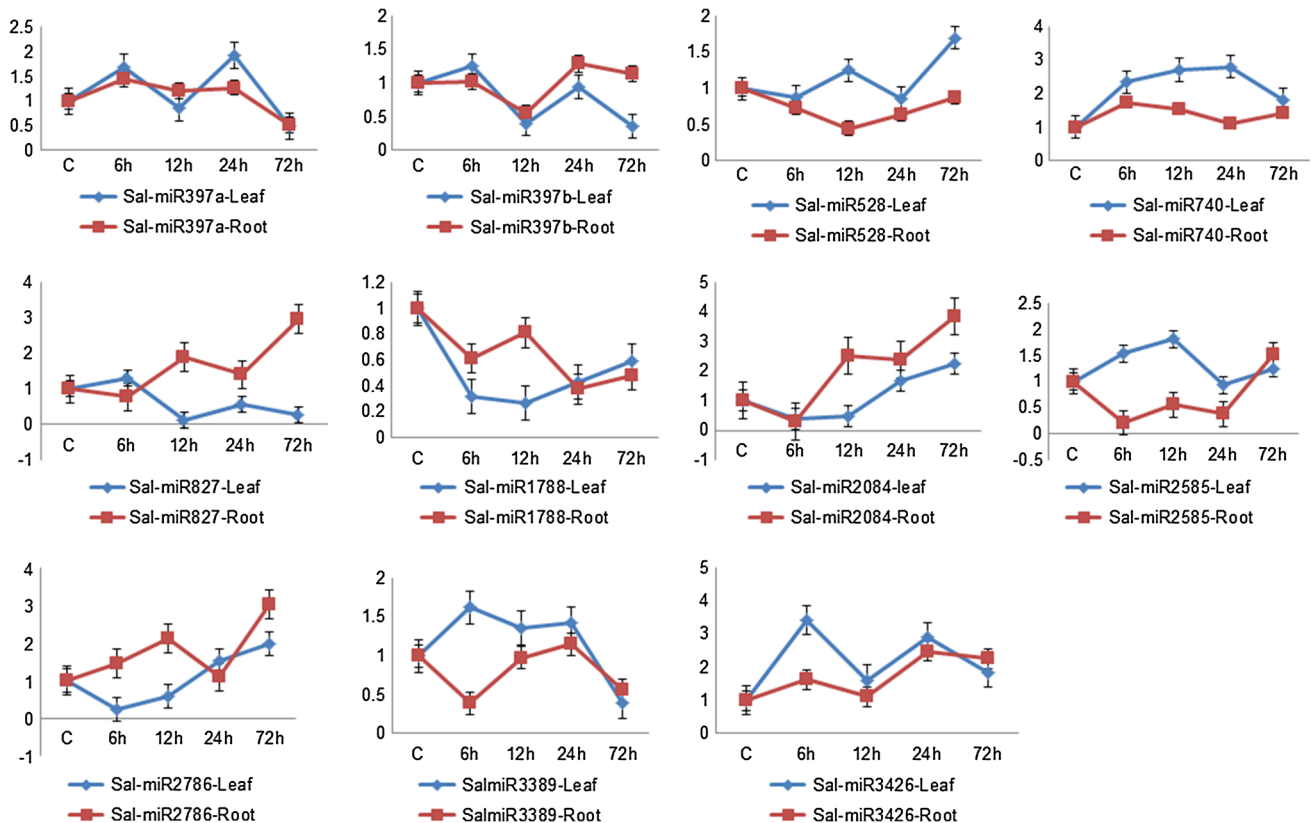 2.5
2
1.5
1
0.5
0
C 6h 12h 24h 72h
Sal-miR397a-Leaf
Sal-miR397a-Root
2
1.5
1
0.5
0
C 6h 12h 24h 72h
Sal-miR397b-Leaf
Sal-miR397b-Root
2
1.5
1
0.5
0
C 6h 12h 24h 72h
Sal-miR528-Leaf
Sal-miR528-Root
4
3
2
1
0
C 6h 12h 24h 72h
Sal-miR740-Leaf
Sal-miR740-Root
4
3
2
1
0
-1
C 6h 12h 24h 72h
Sal-miR827-Leaf
Sal-miR827-Root
1.2
1
0.8
0.6
0.4
0.2
0
C 6h 12h 24h 72h
Sal-miR1788-Leaf
Sal-miR1788-Root
5
4
3
2
1
0
-1
C 6h 12h 24h 72h
Sal-miR2084-leaf
Sal-miR2084-Root
2.5
2
1.5
1
0.5
0
-0.5
C 6h 12h 24h 72h
Sal-miR2585-Leaf
Sal-miR2585-Root
4
3
2
1
0
-1
C 6h 12h 24h 72h
Sal-miR2786-Leaf
Sal-miR2786-Root
2
1.5
1
0.5
0
C 6h 12h 24h 72h
SalmiR3389-Leaf
SalmiR3389-Root
5
4
3
2
1
0
C 6h 12h 24h 72h
Sal-miR3426-Leaf
Sal-miR3426-Root